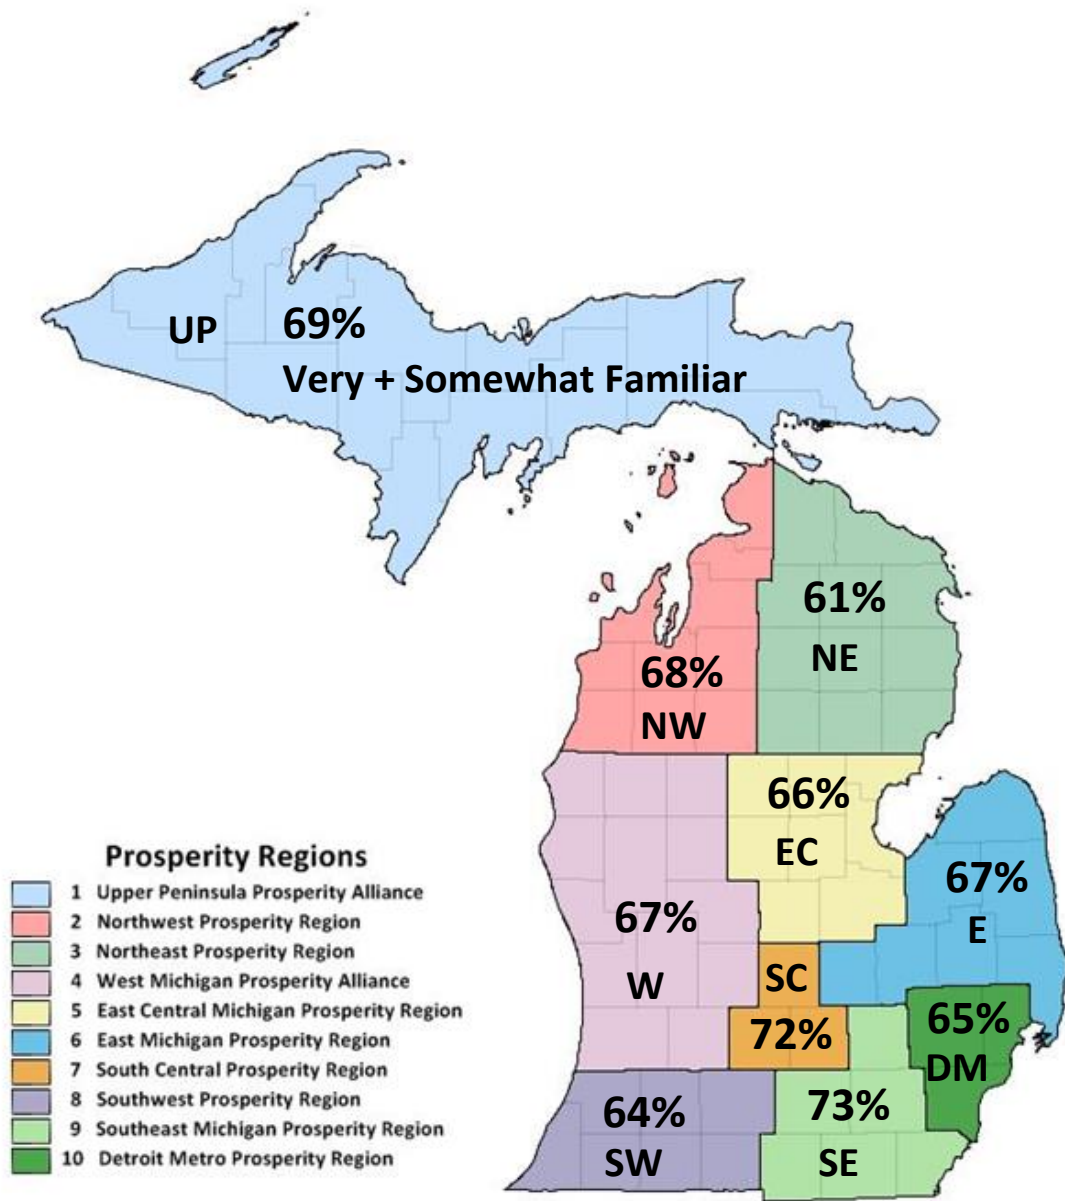 UP 69%
Very + Somewhat Familiar
61%
NE
68%
NW
66%
EC
67%
E
67%
W
SC
72%
65%
DM
64%
SW
73%
SE
Prosperity Regions
1 Upper Peninsula Prosperity Alliance
2 Northwest Prosperity Region
3 Northeast Prosperity Region
4 West Michigan Prosperity Alliance
5 East Central Michigan Prosperity Region
6 East Michigan Prosperity Region
7 South Central Prosperity Region
8 Southwest Prosperity Region
9 Southeast Michigan Prosperity Region
10 Detroit Metro Prosperity Region